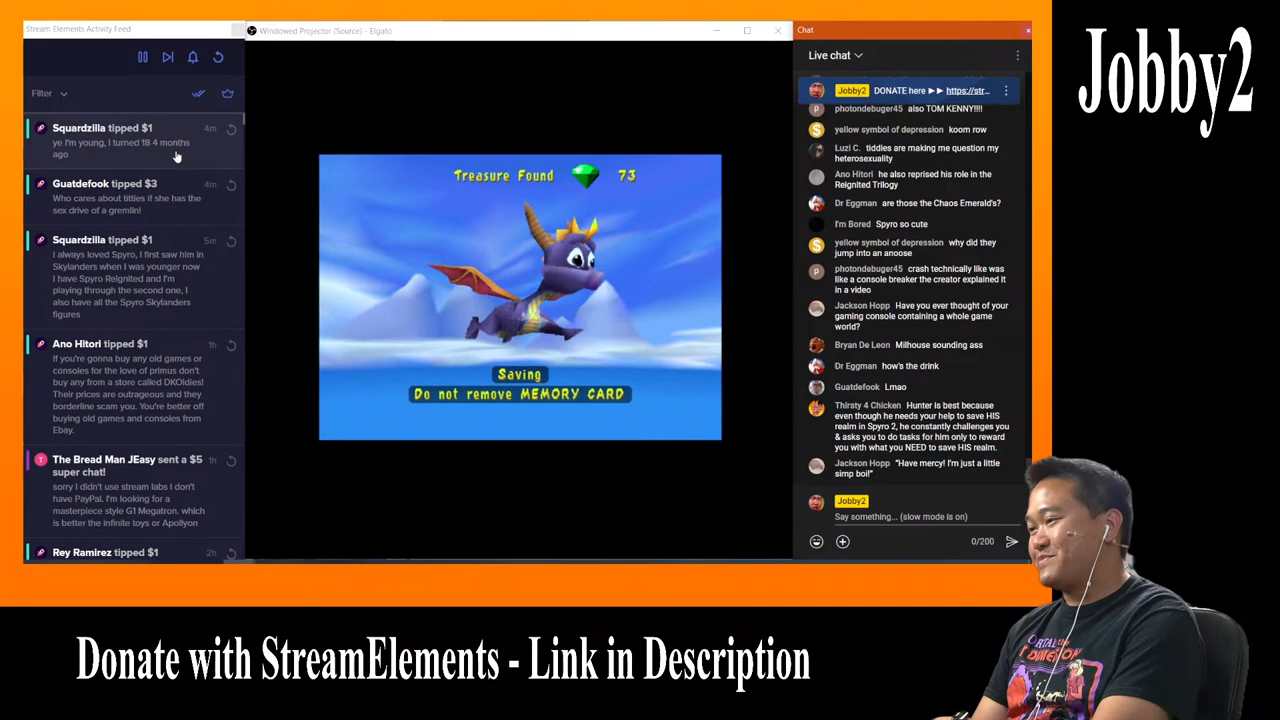 Stream Elements Activity Feed
Filter
Squardzilla tipped $1
4m
ye I'm young, I turned 18 4 months
ago
Guatdefook tipped $3
4m
Who cares about titties if she has the
sex drive of a gremlin!
Squardzilla tipped $1
5m
I always loved Spyro, I first saw him in
Skylanders when I was younger now
I have Spyro Reignited and I'm
playing through the second one, I
also have all the Spyro Skylanders
figures
Ano Hitori tipped $1
1h
If you're gonna buy any old games or
consoles for the love of primus don't
buy any from a store called DKOldies!
Their prices are outrageous and they
borderline scam you. You're better off
buying old games and consoles from
Ebay.
The Bread Man JEasy sent a $5
super chat!
1h
sorry I didn't use stream labs I don't
have PayPal. I'm looking for a
masterpiece style G1 Megatron. which
is better the infinite toys or Apollyon
Rey Ramirez tipped $1
2h
Windowed Projector (Source) - Elgato
Treasure Found 73
Saving
Do not remove MEMORY CARD
Chat
Live chat
Jobby2 DONATE here ►► https://str...
photondebuger45 also TOM KENNY!!!!
yellow symbol of depression koom row
Luzi C. tiddies are making me question my
heterosexuality
Ano Hitori he also reprised his role in the
Reignited Trilogy
Dr Eggman are those the Chaos Emerald's?
I'm Bored Spyro so cute
yellow symbol of depression why did they
jump into an anoose
photondebuger45 crash technically like was
like a console breaker the creator explained it
in a video
Jackson Hopp Have you ever thought of your
gaming console containing a whole game
world?
Bryan De Leon Milhouse sounding ass
Dr Eggman how's the drink
Guatdefook Lmao
Thirsty 4 Chicken Hunter is best because
even though he needs your help to save HIS
realm in Spyro 2, he constantly challenges you
& asks you to do tasks for him only to reward
you with what you NEED to save HIS realm.
Jackson Hopp "Have mercy! I'm just a little
simp boi!"
Jobby2
Say something... (slow mode is on)
0/200
Jobby2
Donate with StreamElements - Link in Description